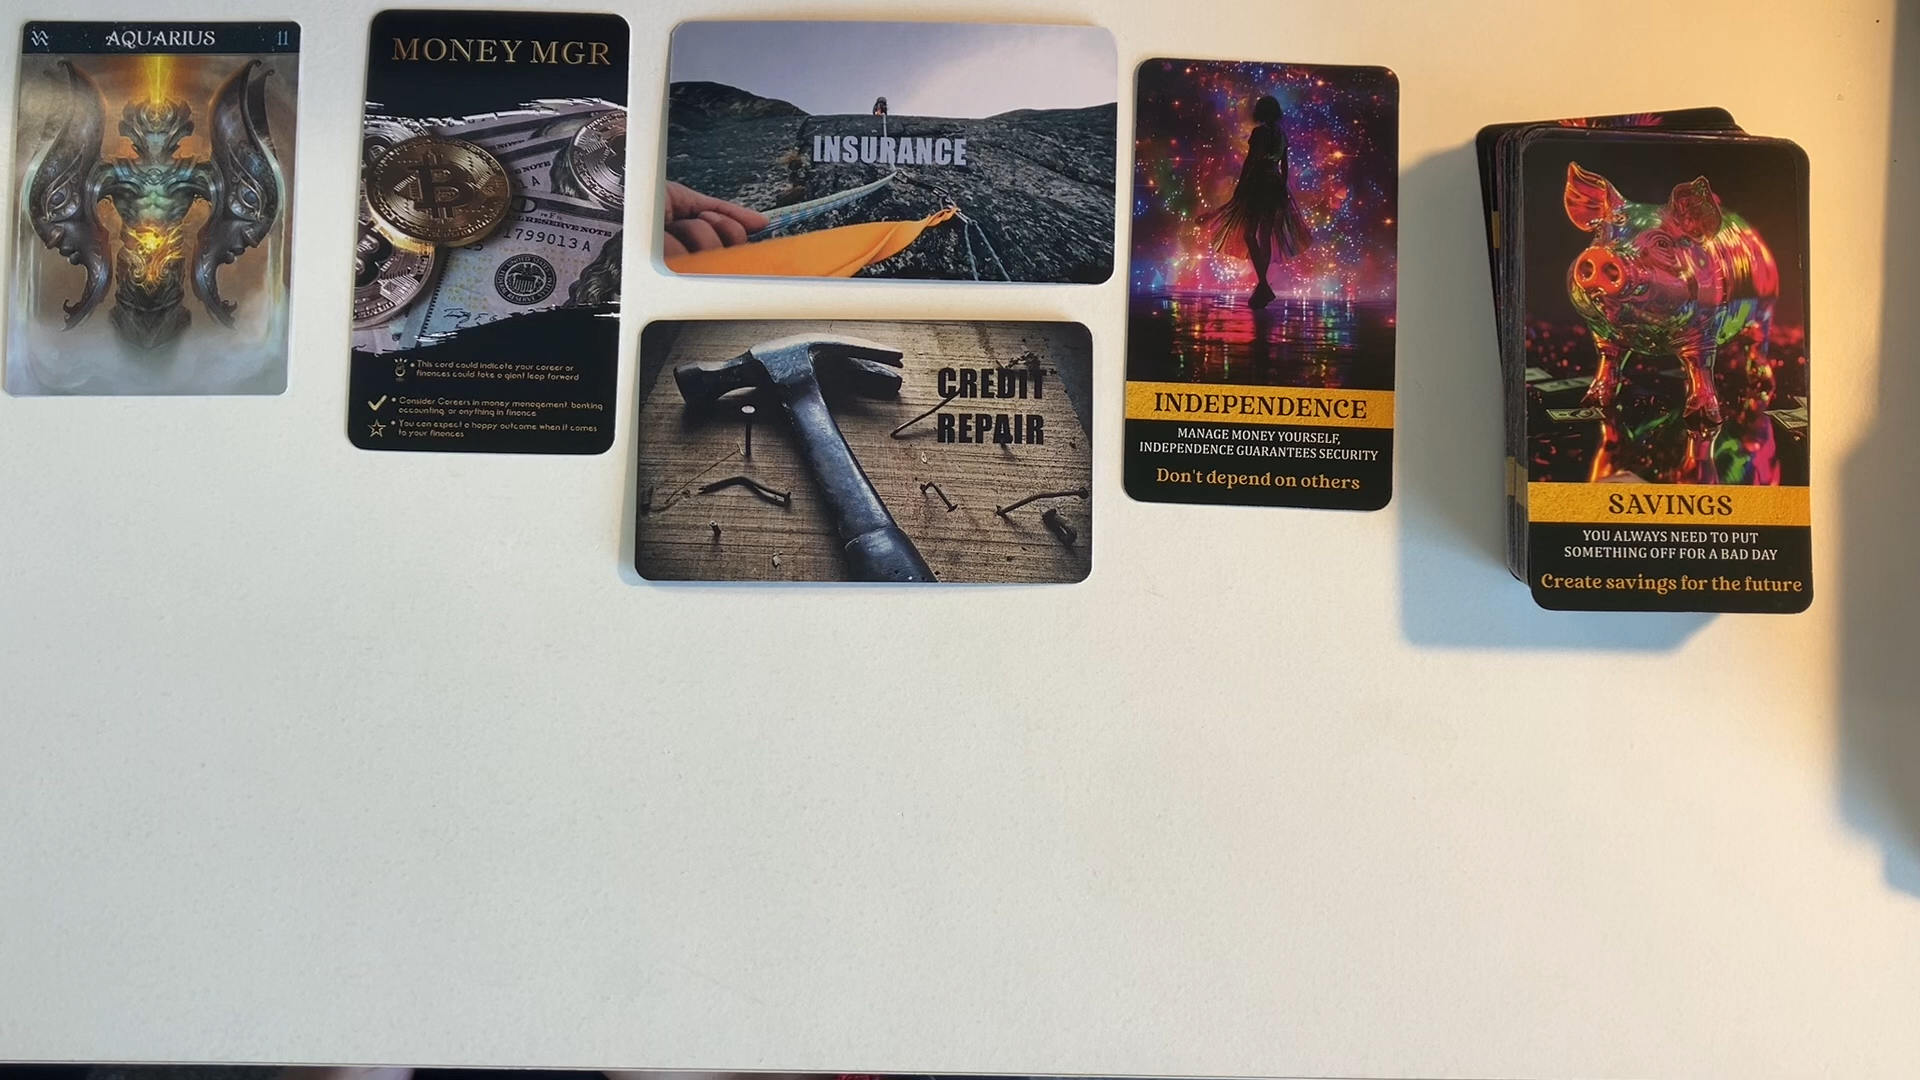 AQUARIUS 11
MONEY MGR
1799013A
• This card could indicate your career or
finances could take a giant leap forward
• Consider Careers in money management, banking
accounting, or anything in finance
• You can expect a happy outcome when it comes
to your finances
INSURANCE
CREDIT
REPAIR
INDEPENDENCE
MANAGE MONEY YOURSELF,
INDEPENDENCE GUARANTEES SECURITY
Don't depend on others
SAVINGS
YOU ALWAYS NEED TO PUT
SOMETHING OFF FOR A BAD DAY
Create savings for the future